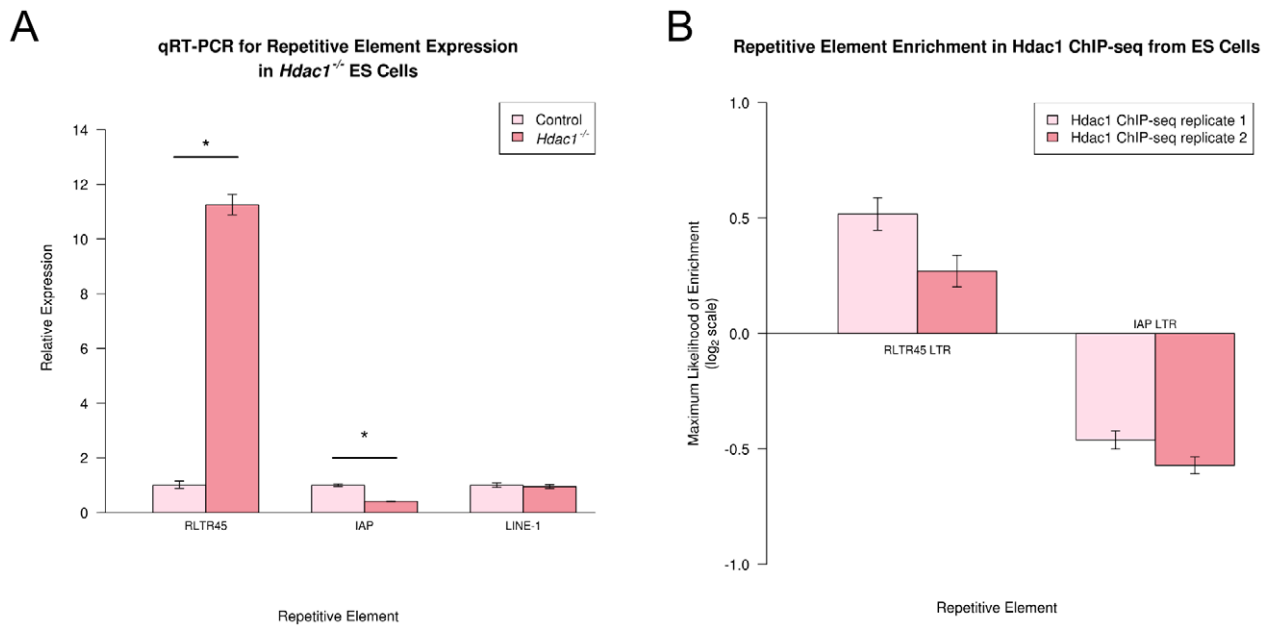 A
qRT-PCR for Repetitive Element Expression
in Hdac1-/- ES Cells
Control
Hdac1-/-
14
12
10
8
6
4
2
0
Relative Expression
*
*
RLTR45
IAP
LINE-1
Repetitive Element
B
Repetitive Element Enrichment in Hdac1 ChIP-seq from ES Cells
Hdac1 ChIP-seq replicate 1
Hdac1 ChIP-seq replicate 2
1.0
0.5
0.0
-0.5
-1.0
Maximum Likelihood of Enrichment
(log2 scale)
RLTR45 LTR
IAP LTR
Repetitive Element